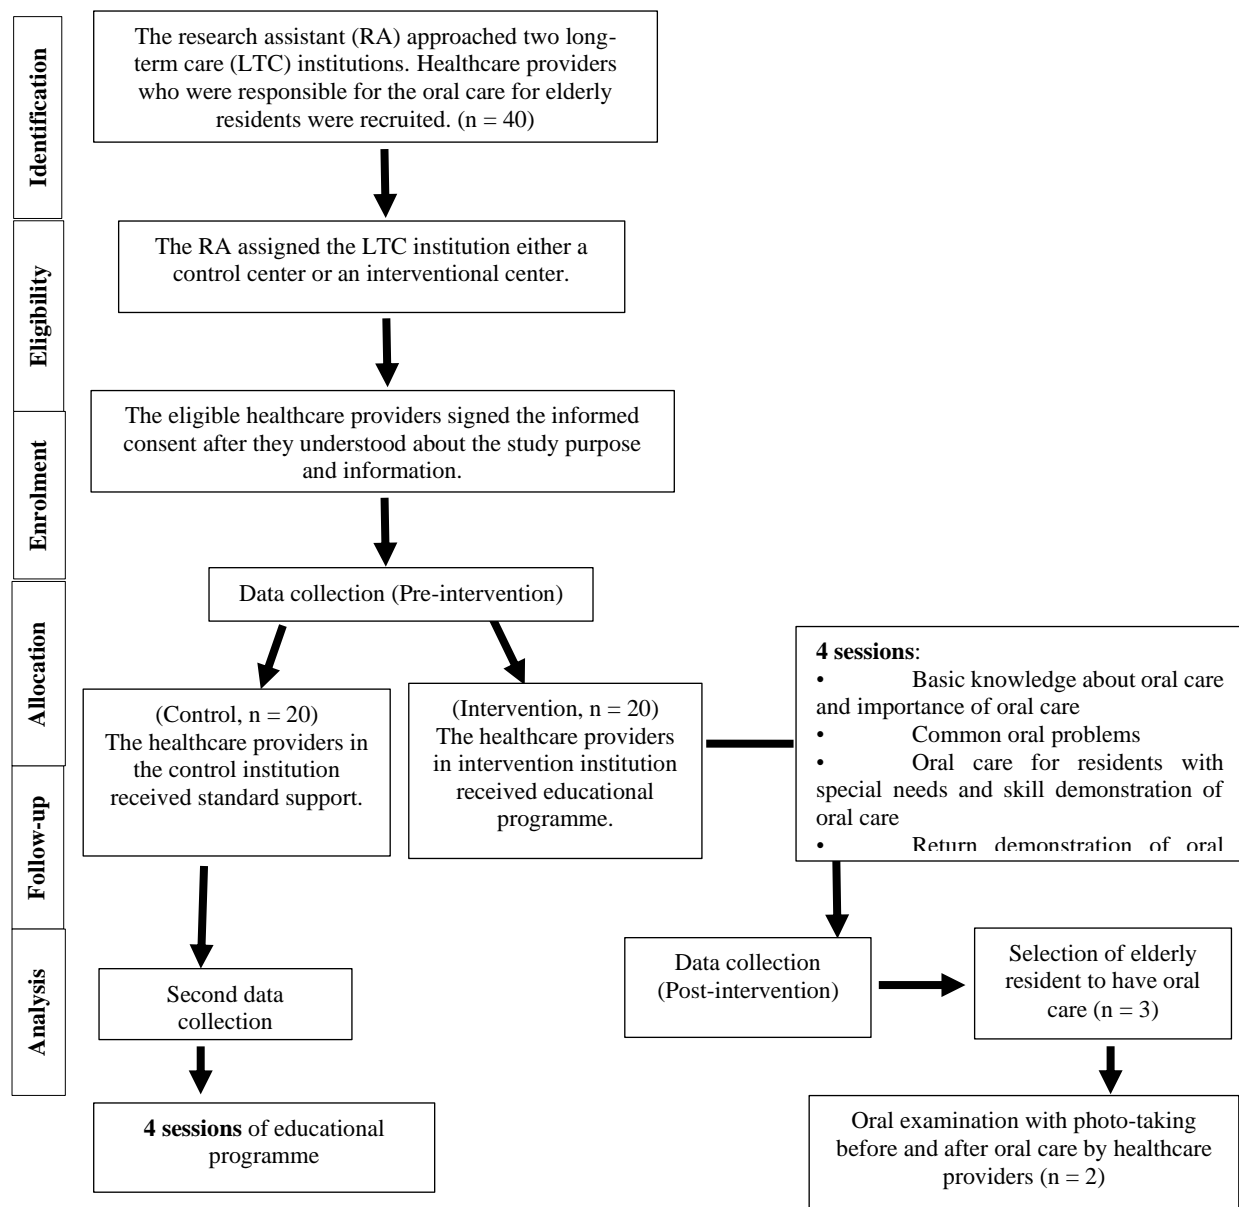 Identification
The research assistant (RA) approached two long-
term care (LTC) institutions. Healthcare providers
who were responsible for the oral care for elderly
residents were recruited. (n = 40)
Eligibility
The RA assigned the LTC institution either a
control center or an interventional center.
Enrolment
The eligible healthcare providers signed the informed
consent after they understood about the study purpose
and information.
Data collection (Pre-intervention)
Allocation
(Control, n = 20)
The healthcare providers in
the control institution
received standard support.
(Intervention, n = 20)
The healthcare providers
in intervention institution
received educational
programme.
4 sessions:
• Basic knowledge about oral care
and importance of oral care
• Common oral problems
• Oral care for residents with
special needs and skill demonstration of
oral care
• Return demonstration of oral
Follow-up
Analysis
Second data
collection
4 sessions of educational
programme
Data collection
(Post-intervention)
Selection of elderly
resident to have oral
care (n = 3)
Oral examination with photo-taking
before and after oral care by healthcare
providers (n = 2)